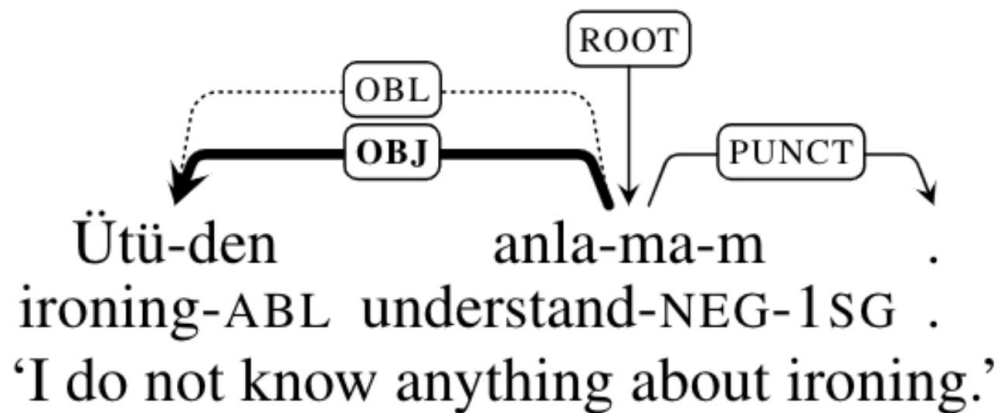 ROOT
OBL
OBJ PUNCT
Ütü-den anla-ma-m .
ironing-ABL understand-NEG-1SG .
‘I do not know anything about ironing.’